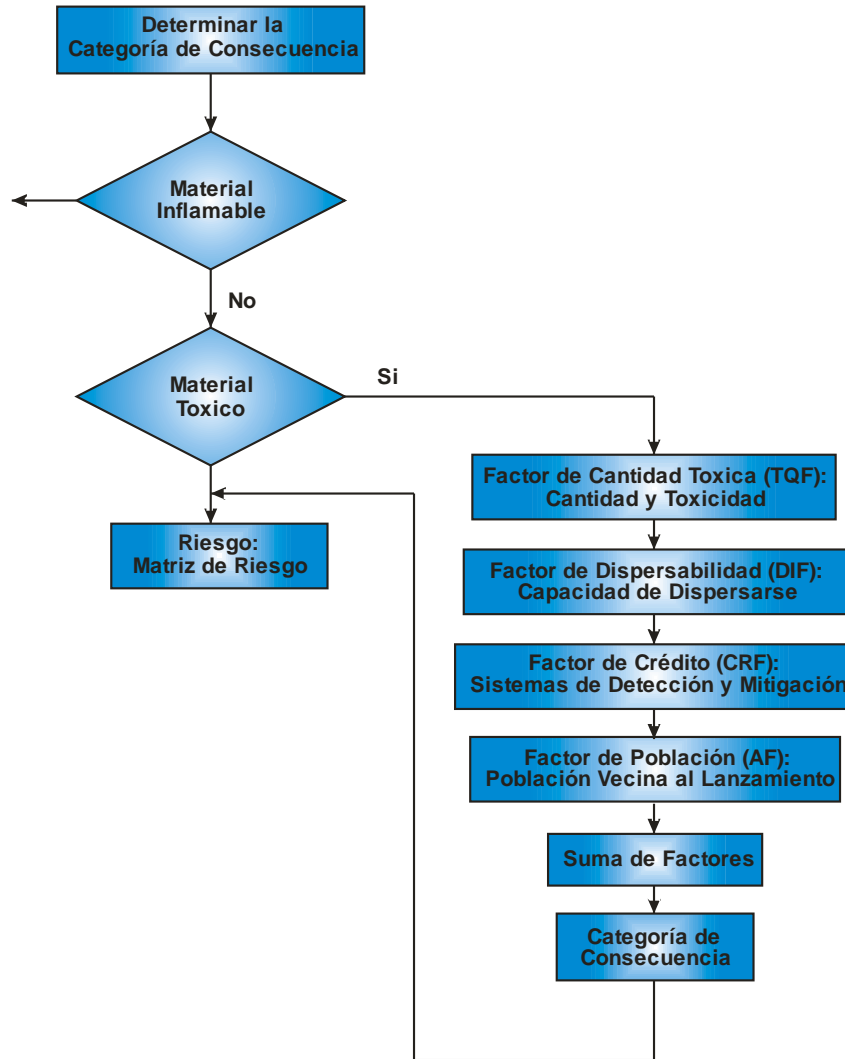 Determinar la
Categoría de Consecuencia
Material
Inflamable
No
Material
Toxico
Si
Factor de Cantidad Toxica (TQF):
Cantidad y Toxicidad
Riesgo:
Matriz de Riesgo
Factor de Dispersabilidad (DIF):
Capacidad de Dispersarse
Factor de Crédito (CRF):
Sistemas de Detección y Mitigación
Factor de Población (AF):
Población Vecina al Lanzamiento
Suma de Factores
Categoría de
Consecuencia